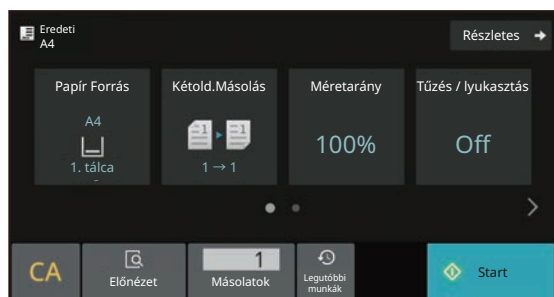 Eredeti
A4
Részletes
Papír Forrás
A4
1. tálca
Kétold.Másolás
1 → 1
Méretarány
100%
Tűzés / lyukasztás
Off
CA
Előnézet
1
Másolatok
Legutóbbi
munkák
Start